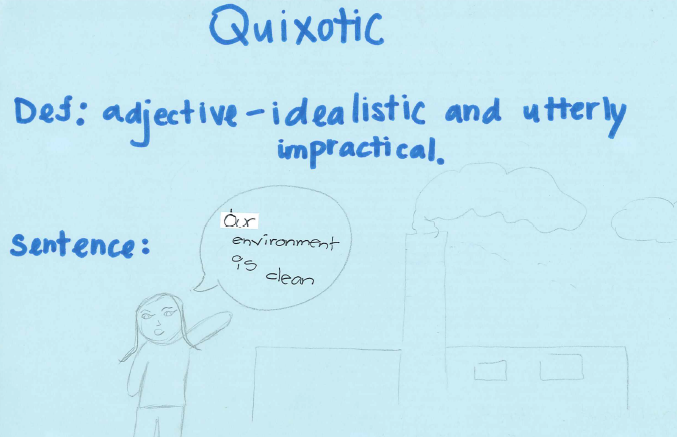 Quixotic
Def: adjective - idealistic and utterly
impractical.
Sentence:
Our
environment
is
clean